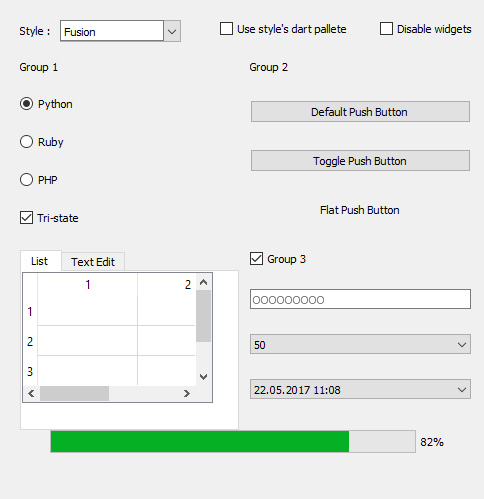 Style : Fusion Use style's dart pallete Disable widgets
Group 1 Group 2
Python Default Push Button
Ruby Toggle Push Button
PHP
Tri-state Flat Push Button
List Text Edit Group 3
1 2
1 OOOOOOOOO
2 50
3
22.05.2017 11:08
82%